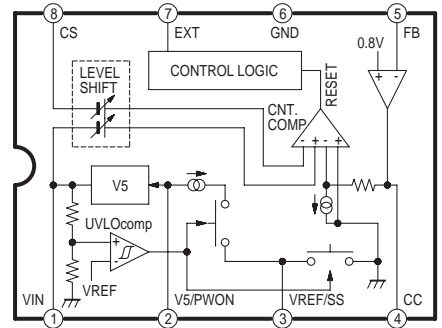 8 7 6 5
CS EXT GND FB
0.8V
LEVEL
SHIFT
CONTROL LOGIC
RESET
CNT.
COMP
- + - +
V5
UVLOcomp
+
-
VREF
VIN V5/PWON VREF/SS CC
1 2 3 4